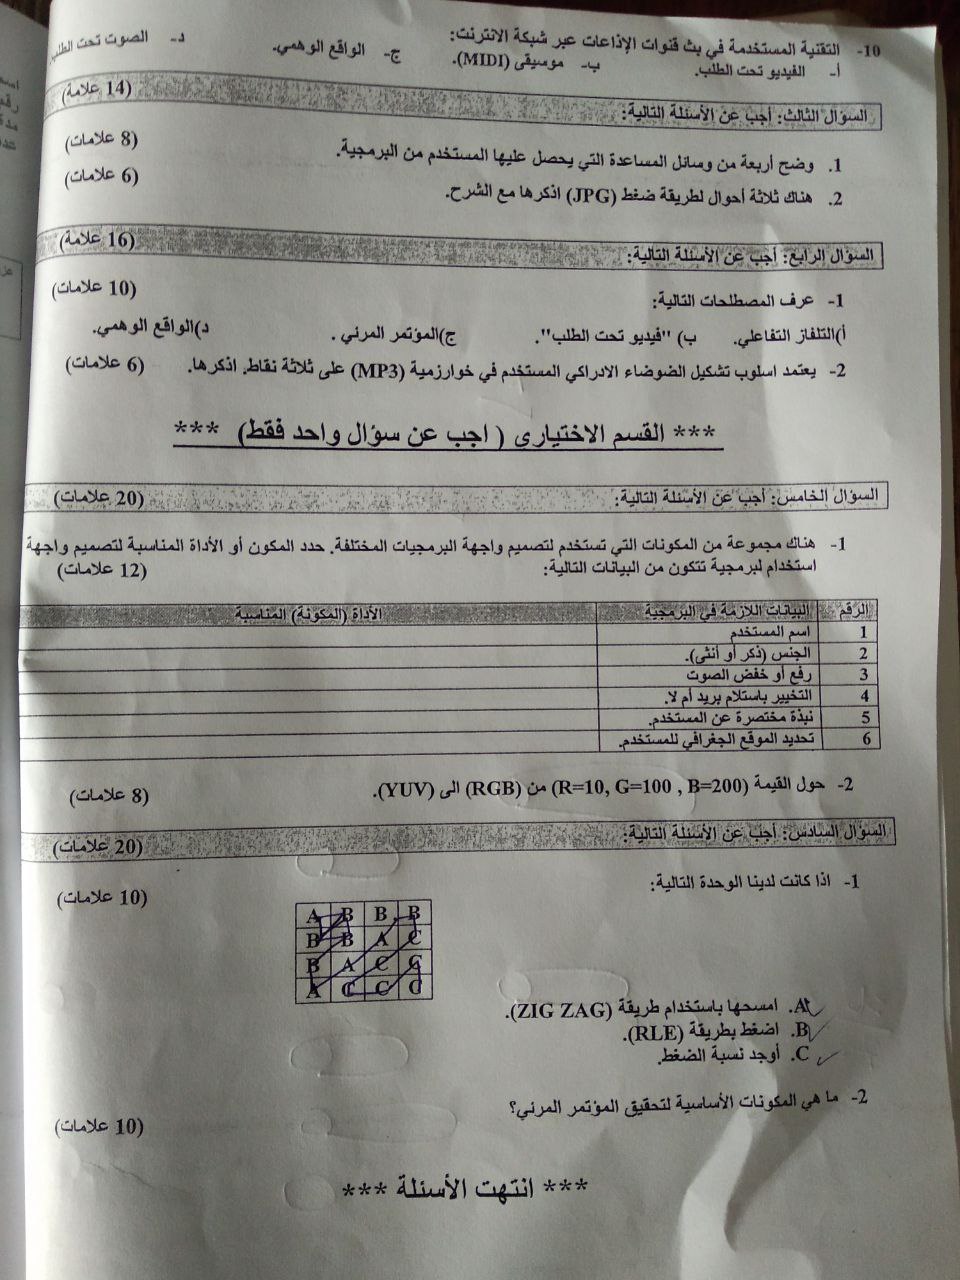 10- التقنية المستخدمة في بث قنوات الإذاعات عبر شبكة الانترنت:
أ- الفيديو تحت الطلب. ب- موسيقى (MIDI). ج- الواقع الوهمي. د- الصوت تحت الطلب
السؤال الثالث: أجب عن الأسئلة التالية: (14 علامة)
1. وضح أربعة من وسائل المساعدة التي يحصل عليها المستخدم من البرمجية. (8 علامات)
2. هناك ثلاثة أحوال لطريقة ضغط (JPG) اذكرها مع الشرح. (6 علامات)
السؤال الرابع: أجب عن الأسئلة التالية: (16 علامة)
1- عرف المصطلحات التالية: (10 علامات)
أ)التلفاز التفاعلي. ب) "فيديو تحت الطلب". ج)المؤتمر المرئي . د)الواقع الوهمي.
2- يعتمد اسلوب تشكيل الضوضاء الادراكي المستخدم في خوارزمية (MP3) على ثلاثة نقاط. اذكرها. (6 علامات)
*** القسم الاختياري ( اجب عن سؤال واحد فقط) ***
السؤال الخامس: أجب عن الأسئلة التالية: (20 علامات)
1- هناك مجموعة من المكونات التي تستخدم لتصميم واجهة البرمجيات المختلفة. حدد المكون أو الأداة المناسبة لتصميم واجهة
استخدام لبرمجية تتكون من البيانات التالية: (12 علامات)
الرقم البيانات اللازمة في البرمجية الأداة (المكونة) المناسبة
1 اسم المستخدم
2 الجنس (ذكر أو أنثى).
3 رفع أو خفض الصوت
4 التخيير باستلام بريد أم لا.
5 نبذة مختصرة عن المستخدم.
6 تحديد الموقع الجغرافي للمستخدم.
2- حول القيمة (R=10, G=100 , B=200) من (RGB) الى (YUV). (8 علامات)
السؤال السادس: أجب عن الأسئلة التالية: (20 علامات)
1- اذا كانت لدينا الوحدة التالية: (10 علامات)
A B B B
B B A C
B A C C
A C C C
A. امسحها باستخدام طريقة (ZIG ZAG).
B. اضغط بطريقة (RLE).
C. أوجد نسبة الضغط.
2- ما هي المكونات الأساسية لتحقيق المؤتمر المرئي؟ (10 علامات)
*** انتهت الأسئلة ***